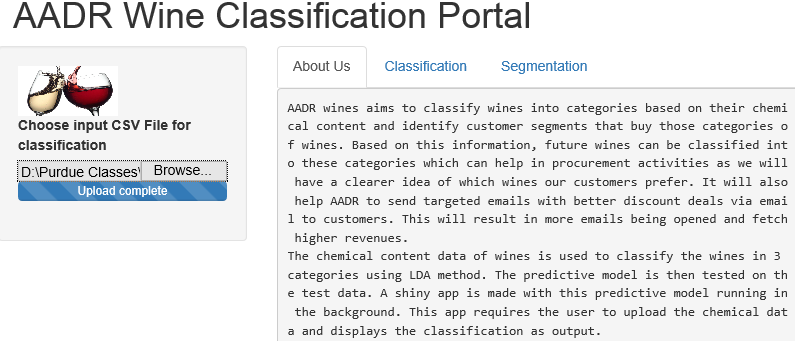 AADR Wine Classification Portal
Choose input CSV File for
classification
D:\Purdue Classes\
Browse...
Upload complete
About Us
Classification
Segmentation
AADR wines aims to classify wines into categories based on their chemi
cal content and identify customer segments that buy those categories o
f wines. Based on this information, future wines can be classified int
o these categories which can help in procurement activities as we will
have a clearer idea of which wines our customers prefer. It will also
help AADR to send targeted emails with better discount deals via emai
l to customers. This will result in more emails being opened and fetch
higher revenues.
The chemical content data of wines is used to classify the wines in 3
categories using LDA method. The predictive model is then tested on th
e test data. A shiny app is made with this predictive model running in
the background. This app requires the user to upload the chemical dat
a and displays the classification as output.